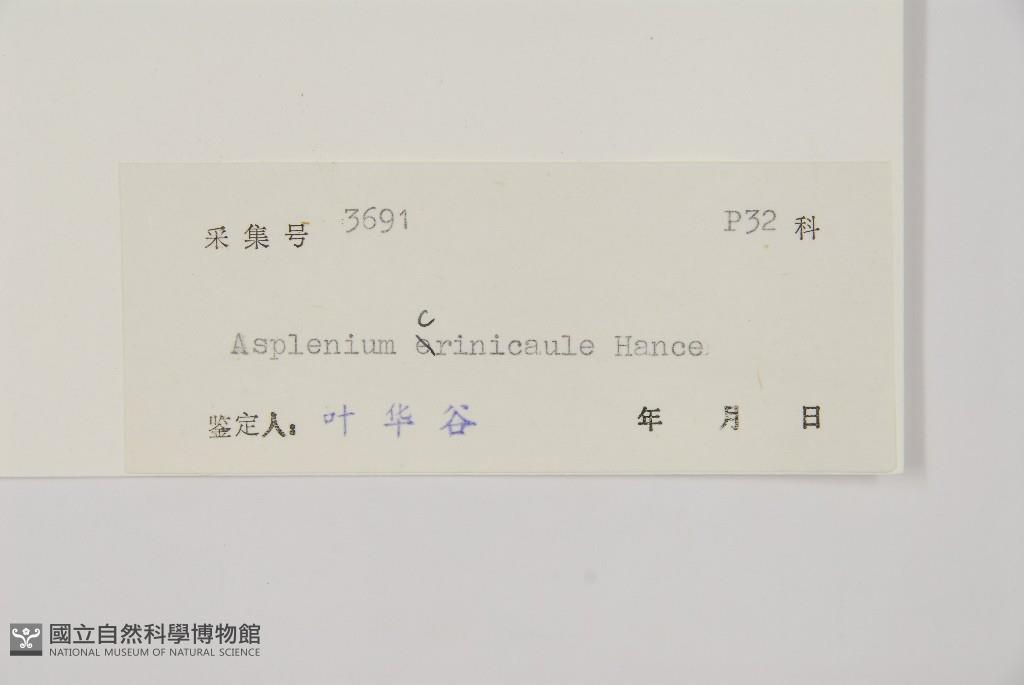 采集号 3691 P32 科
c
Asplenium erinicaule Hance
鉴定人: 叶华谷 年 月 日
國立自然科學博物館
NATIONAL MUSEUM OF NATURAL SCIENCE